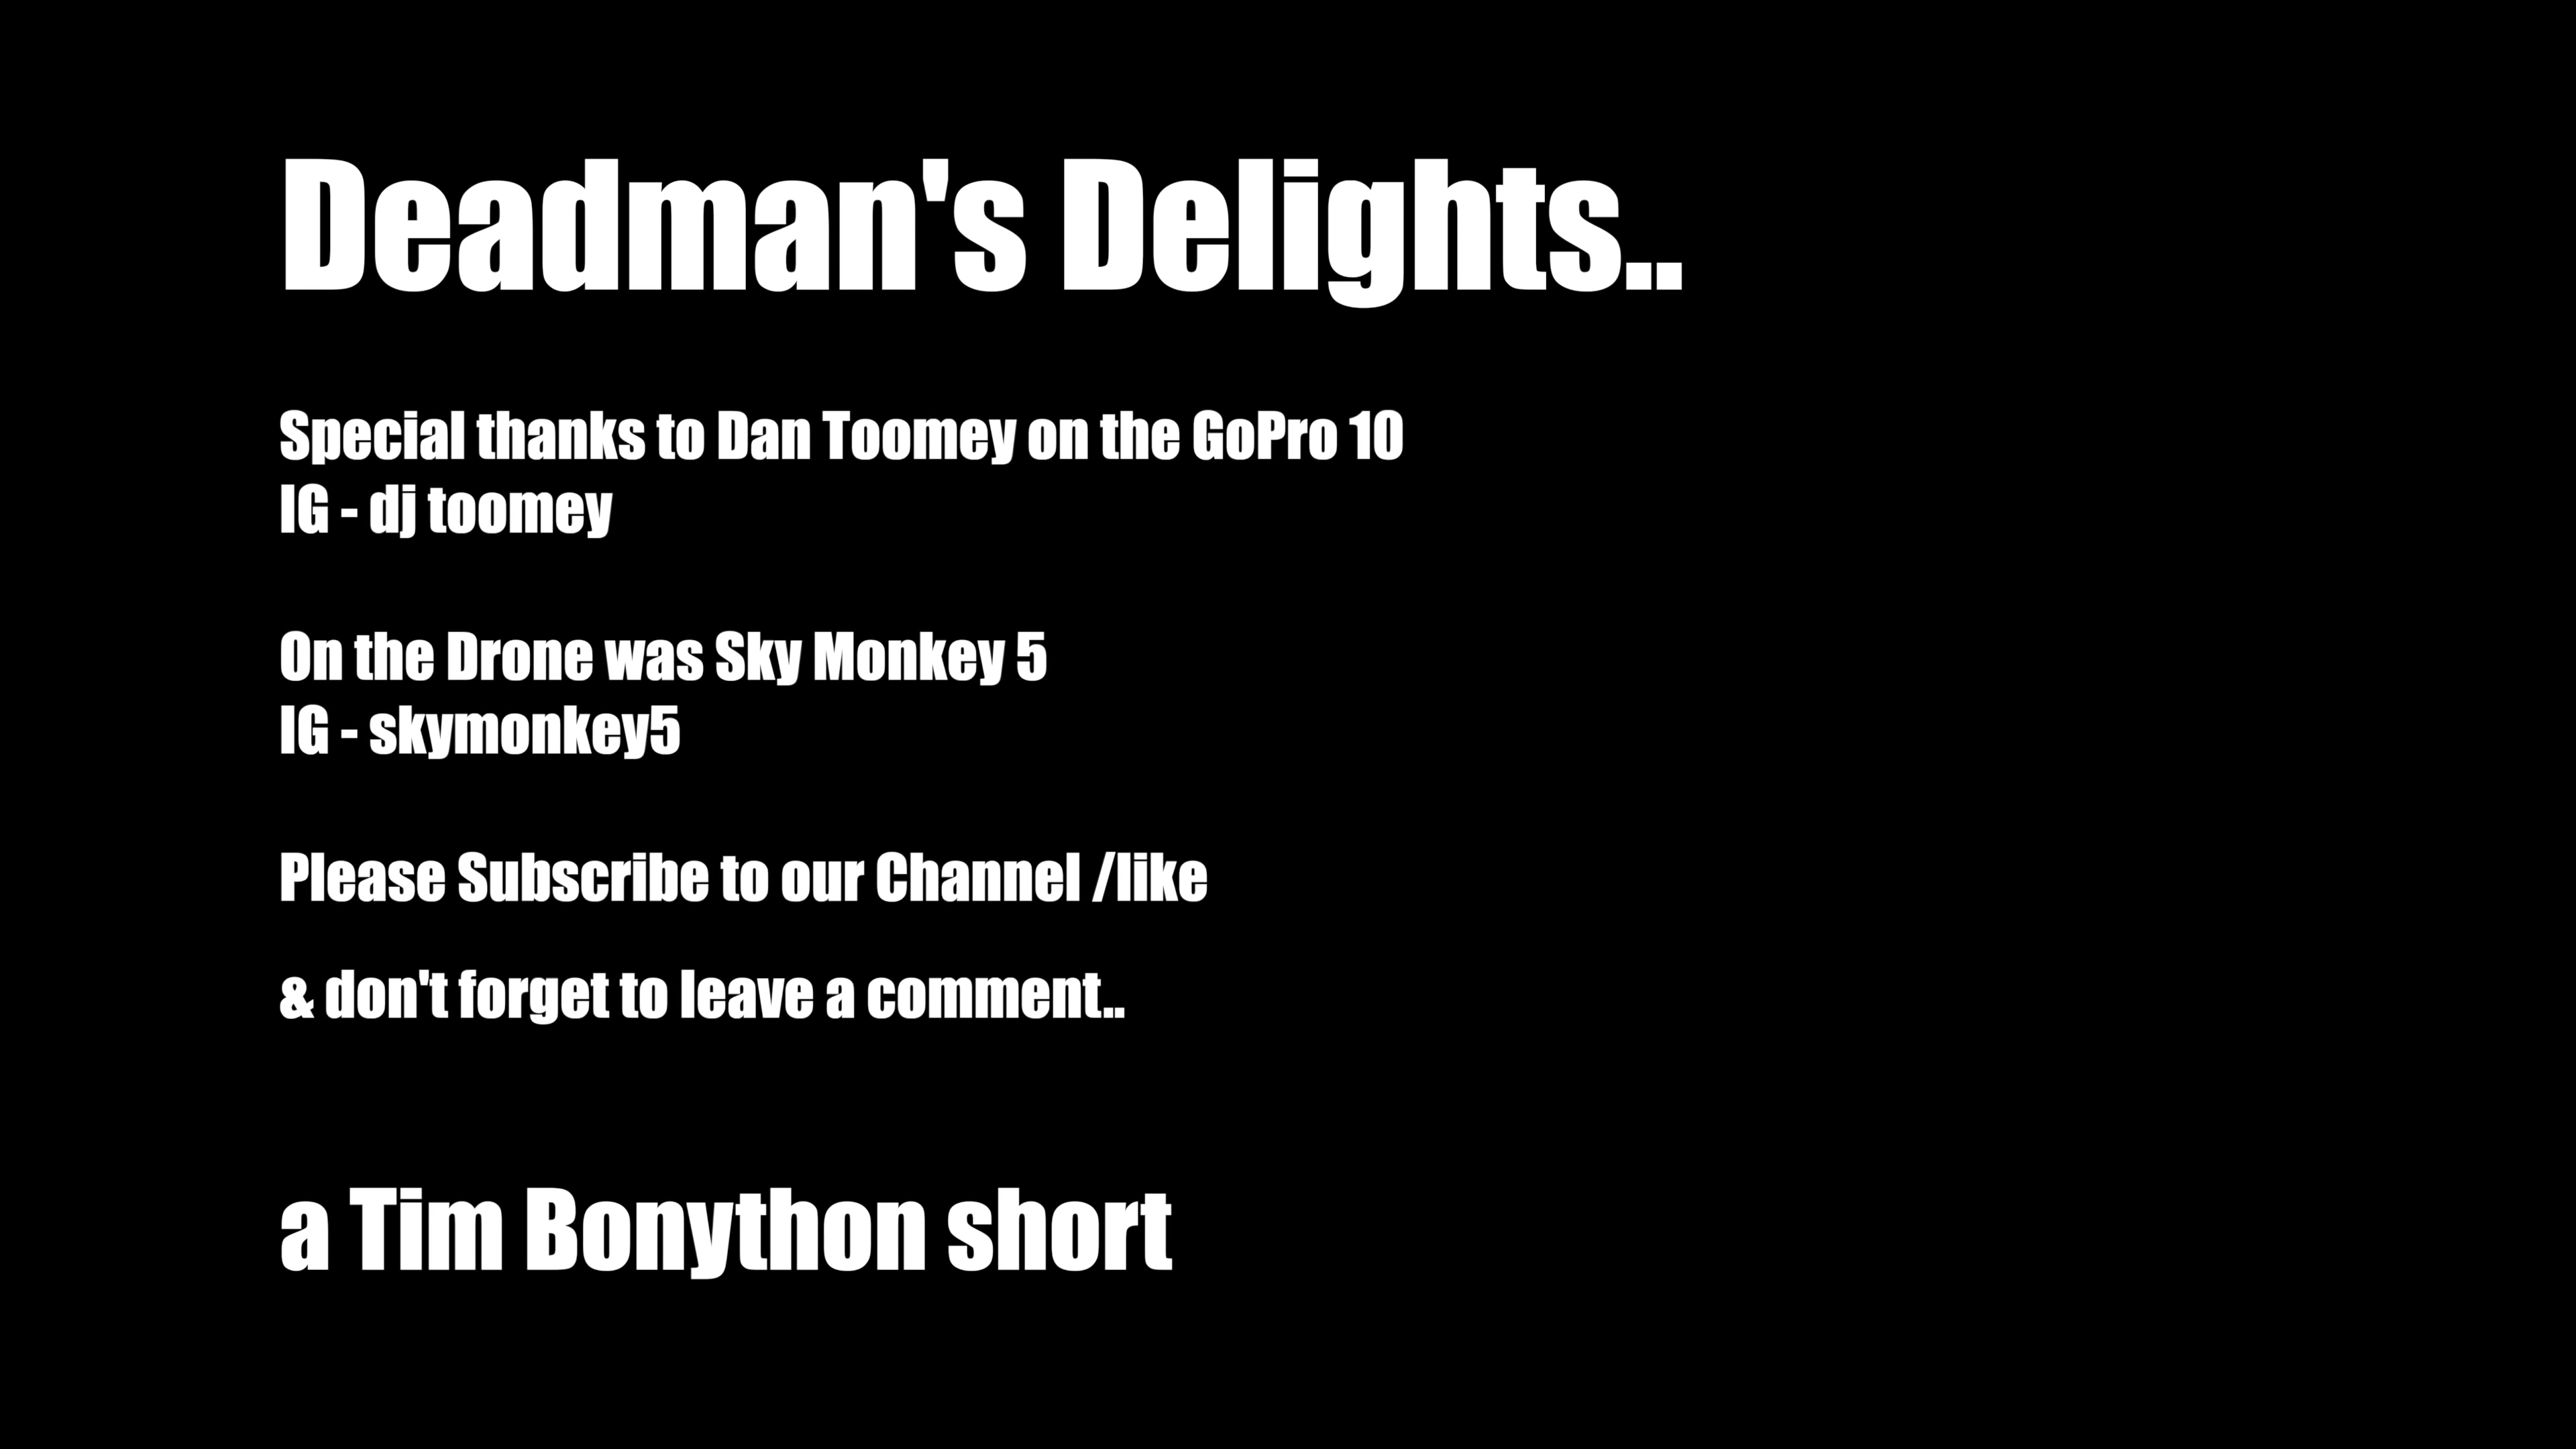 Deadman's Delights..
Special thanks to Dan Toomey on the GoPro 10
IG - dj toomey
On the Drone was Sky Monkey 5
IG - skymonkey5
Please Subscribe to our Channel /like
& don't forget to leave a comment..
a Tim Bonython short